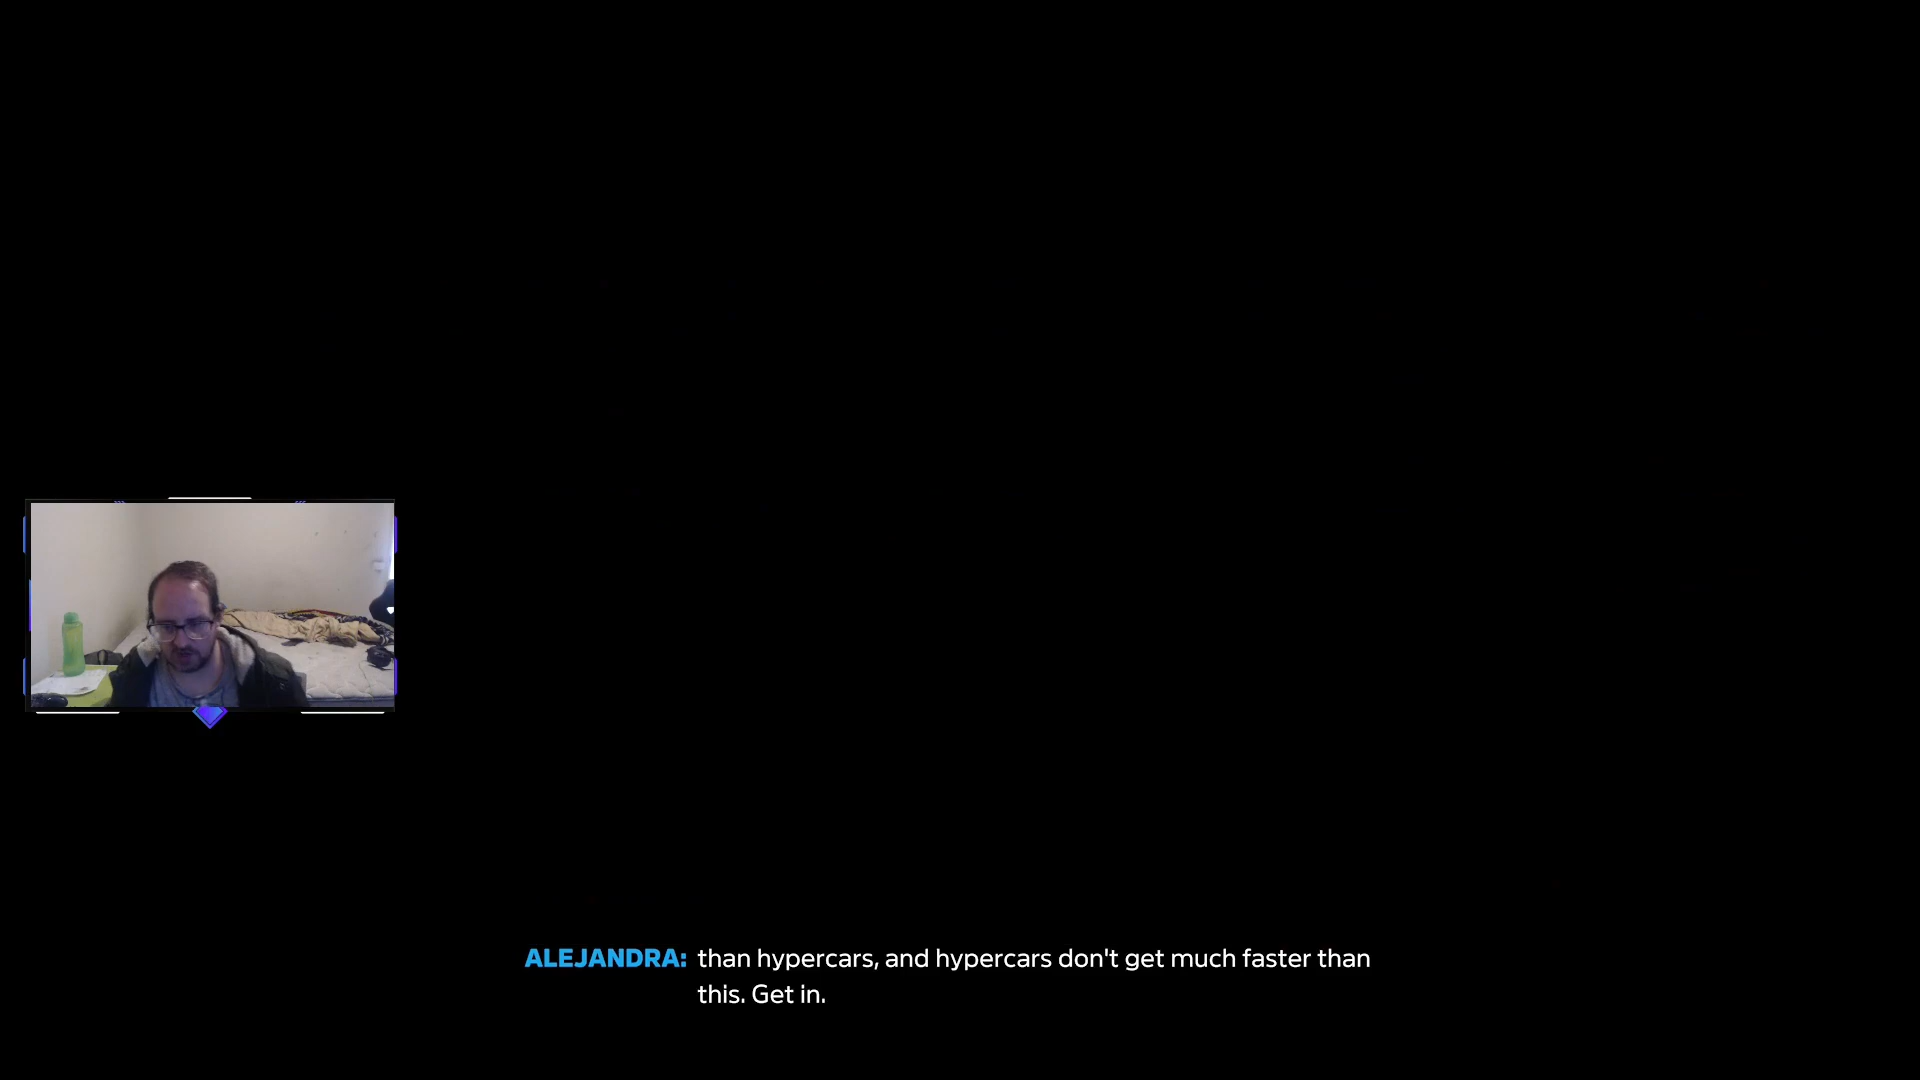 ALEJANDRA: than hypercars, and hypercars don't get much faster than
this. Get in.